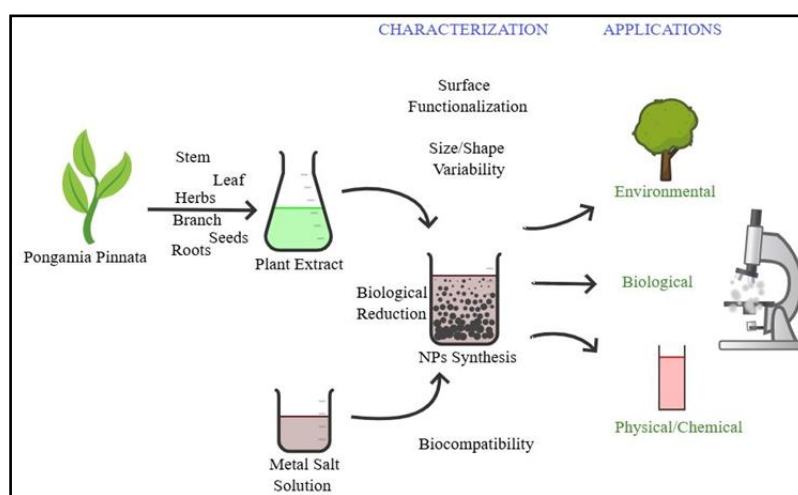 CHARACTERIZATION
APPLICATIONS
Surface
Functionalization
Size/Shape
Variability
Stem
Leaf
Herbs
Branch
Seeds
Roots
Pongamia Pinnata
Plant Extract
Biological
Reduction
NPs Synthesis
Metal Salt
Solution
Biocompatibility
Environmental
Biological
Physical/Chemical